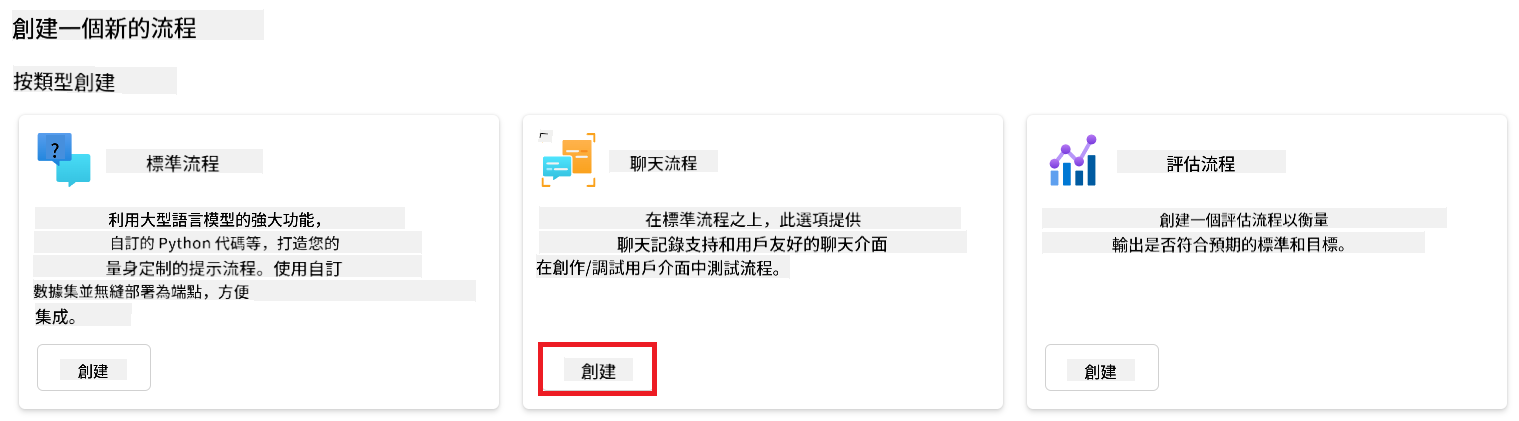 創建一個新的流程
按類型創建
?
標準流程
利用大型語言模型的強大功能，
自訂的 Python 代碼等，打造您的
量身定制的提示流程。使用自訂
數據集並無縫部署為端點，方便
集成。
創建
聊天流程
在標準流程之上，此選項提供
聊天記錄支持和用戶友好的聊天介面
在創作/調試用戶介面中測試流程。
創建
評估流程
創建一個評估流程以衡量
輸出是否符合預期的標準和目標。
創建